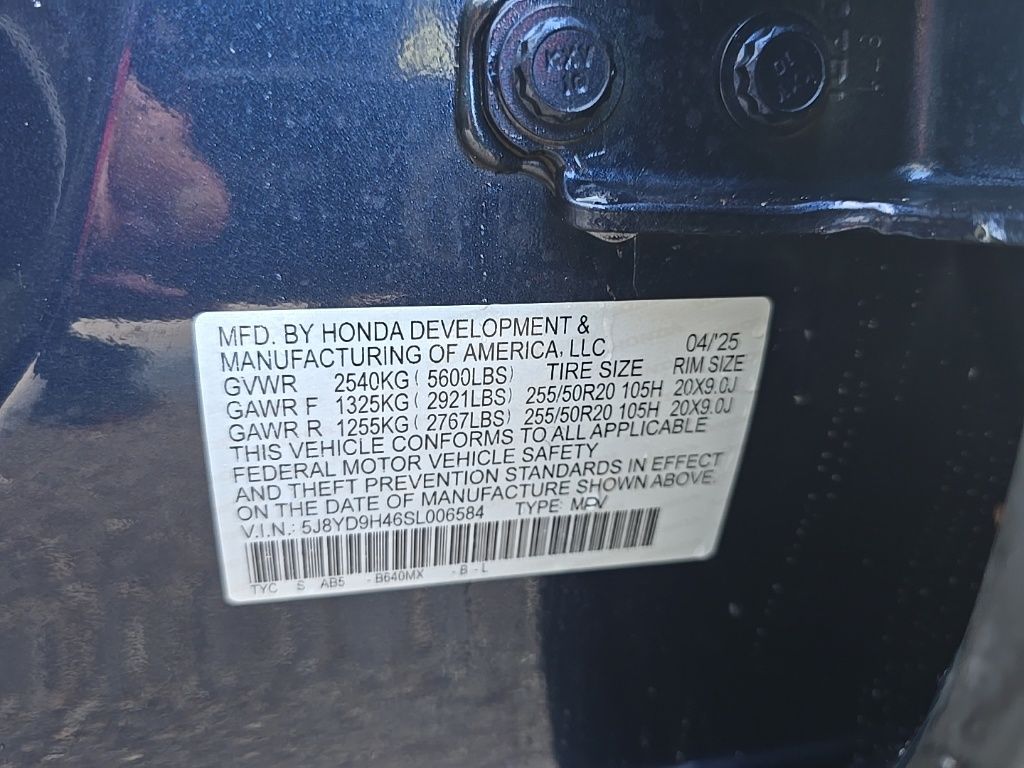 KAY
10
10
MFD. BY HONDA DEVELOPMENT &
MANUFACTURING OF AMERICA, LLC 04/'25
GVWR 2540KG ( 5600LBS) TIRE SIZE RIM SIZE
GAWR F 1325KG ( 2921LBS) 255/50R20 105H 20X9.0J
GAWR R 1255KG ( 2767LBS) 255/50R20 105H 20X9.0J
THIS VEHICLE CONFORMS TO ALL APPLICABLE
FEDERAL MOTOR VEHICLE SAFETY
AND THEFT PREVENTION STANDARDS IN EFFECT
ON THE DATE OF MANUFACTURE SHOWN ABOVE.
V.I.N.: 5J8YD9H46SL006584 TYPE: MPV
TYC S AB5 - B640MX - B - L